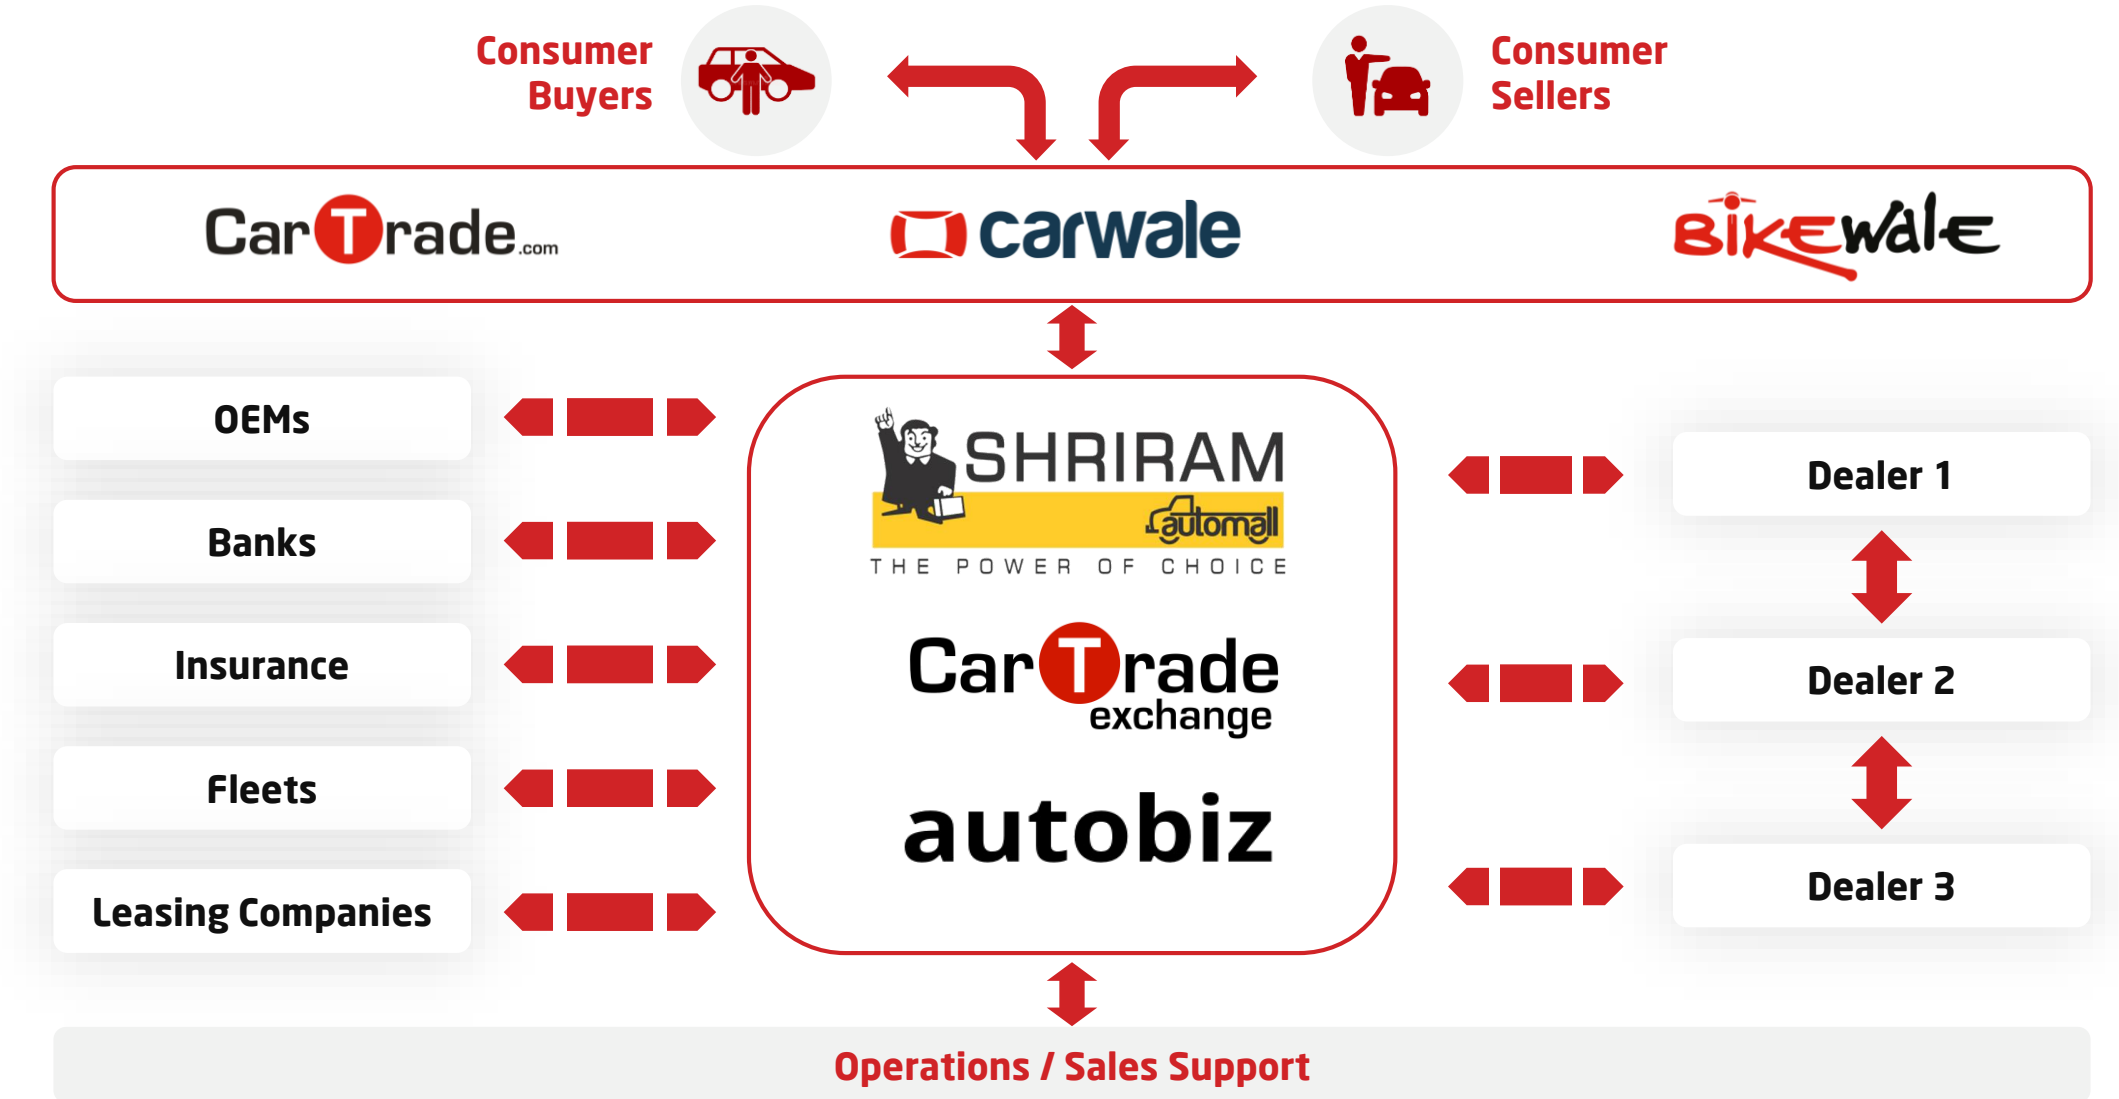 Consumer
Buyers
Consumer
Sellers
CarTrade.com
carwale
BikEwalE
OEMs
Banks
Insurance
Fleets
Leasing Companies
SHRIRAM
automall
THE POWER OF CHOICE
CarTrade
exchange
autobiz
Dealer 1
Dealer 2
Dealer 3
Operations / Sales Support